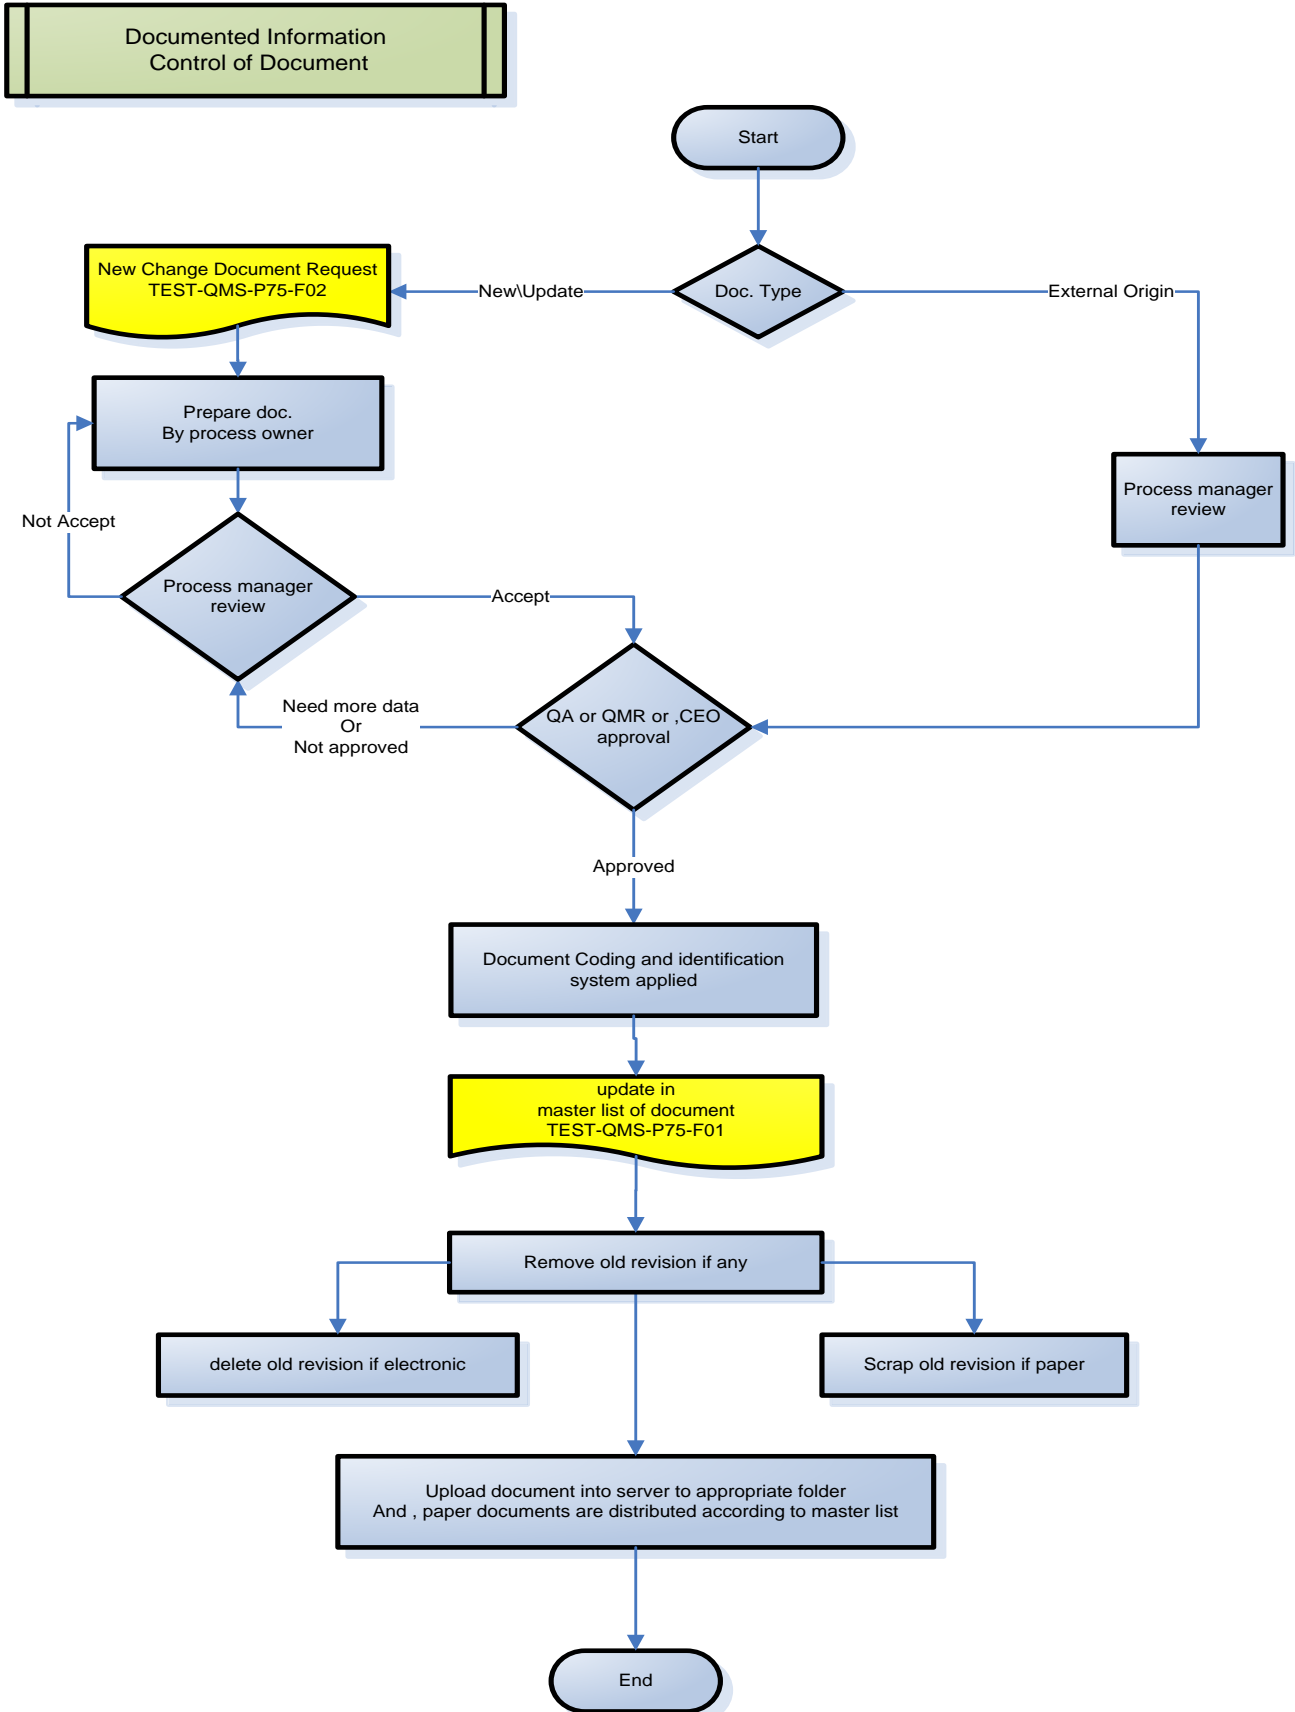 Documented Information
Control of Document
Start
New Change Document Request
TEST-QMS-P75-F02
New\Update
Doc. Type
External Origin
Prepare doc.
By process owner
Process manager
review
Not Accept
Process manager
review
Accept
Need more data
Or
Not approved
QA or QMR or ,CEO
approval
Approved
Document Coding and identification
system applied
update in
master list of document
TEST-QMS-P75-F01
Remove old revision if any
delete old revision if electronic
Scrap old revision if paper
Upload document into server to appropriate folder
And , paper documents are distributed according to master list
End